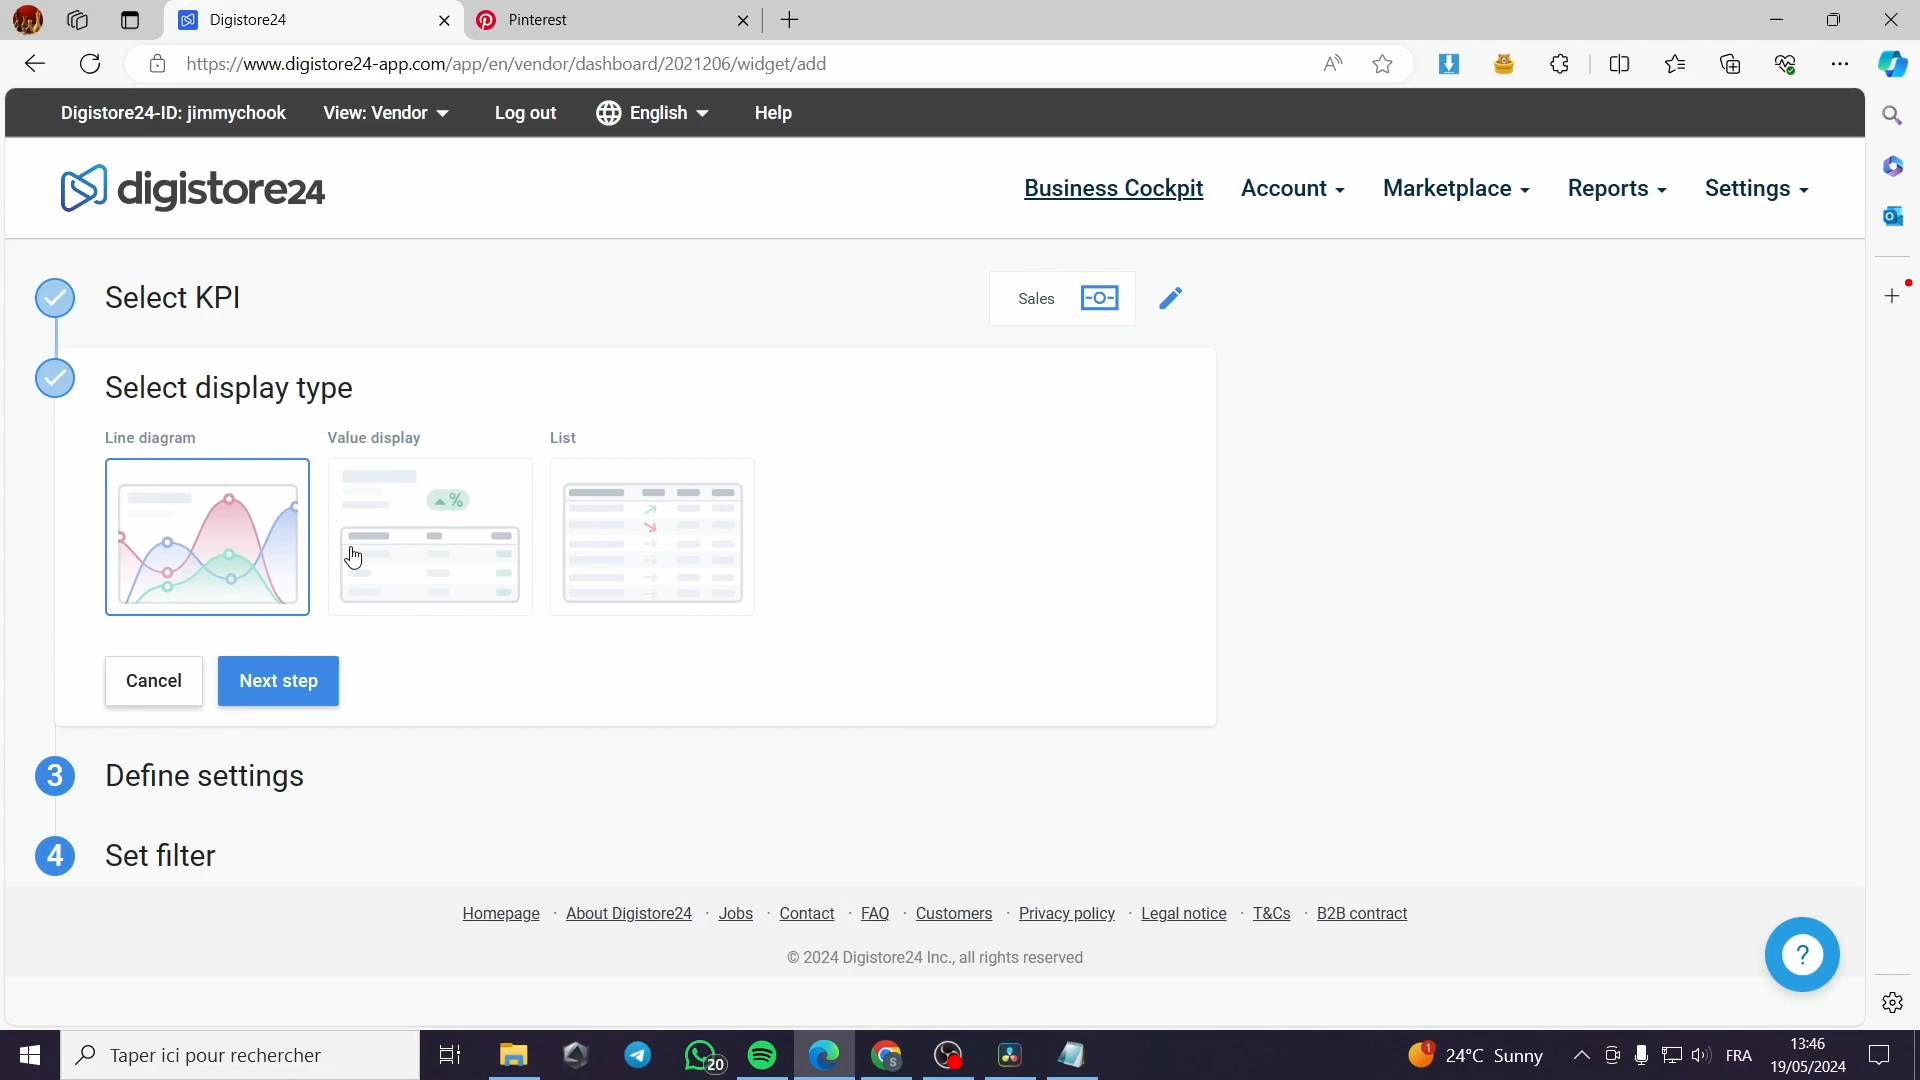 Digistore24
Pinterest
https://www.digistore24-app.com/app/en/vendor/dashboard/2021206/widget/add
Digistore24-ID: jimmychook
View: Vendor
Log out
English
Help
digistore24
Business Cockpit
Account
Marketplace
Reports
Settings
Select KPI
Sales
Select display type
Line diagram
Value display
List
%
Cancel
Next step
3
Define settings
4
Set filter
Homepage · About Digistore24 · Jobs · Contact · FAQ · Customers · Privacy policy · Legal notice · T&Cs · B2B contract
© 2024 Digistore24 Inc., all rights reserved
?
Taper ici pour rechercher
20
1
24°C Sunny
FRA
13:46
19/05/2024